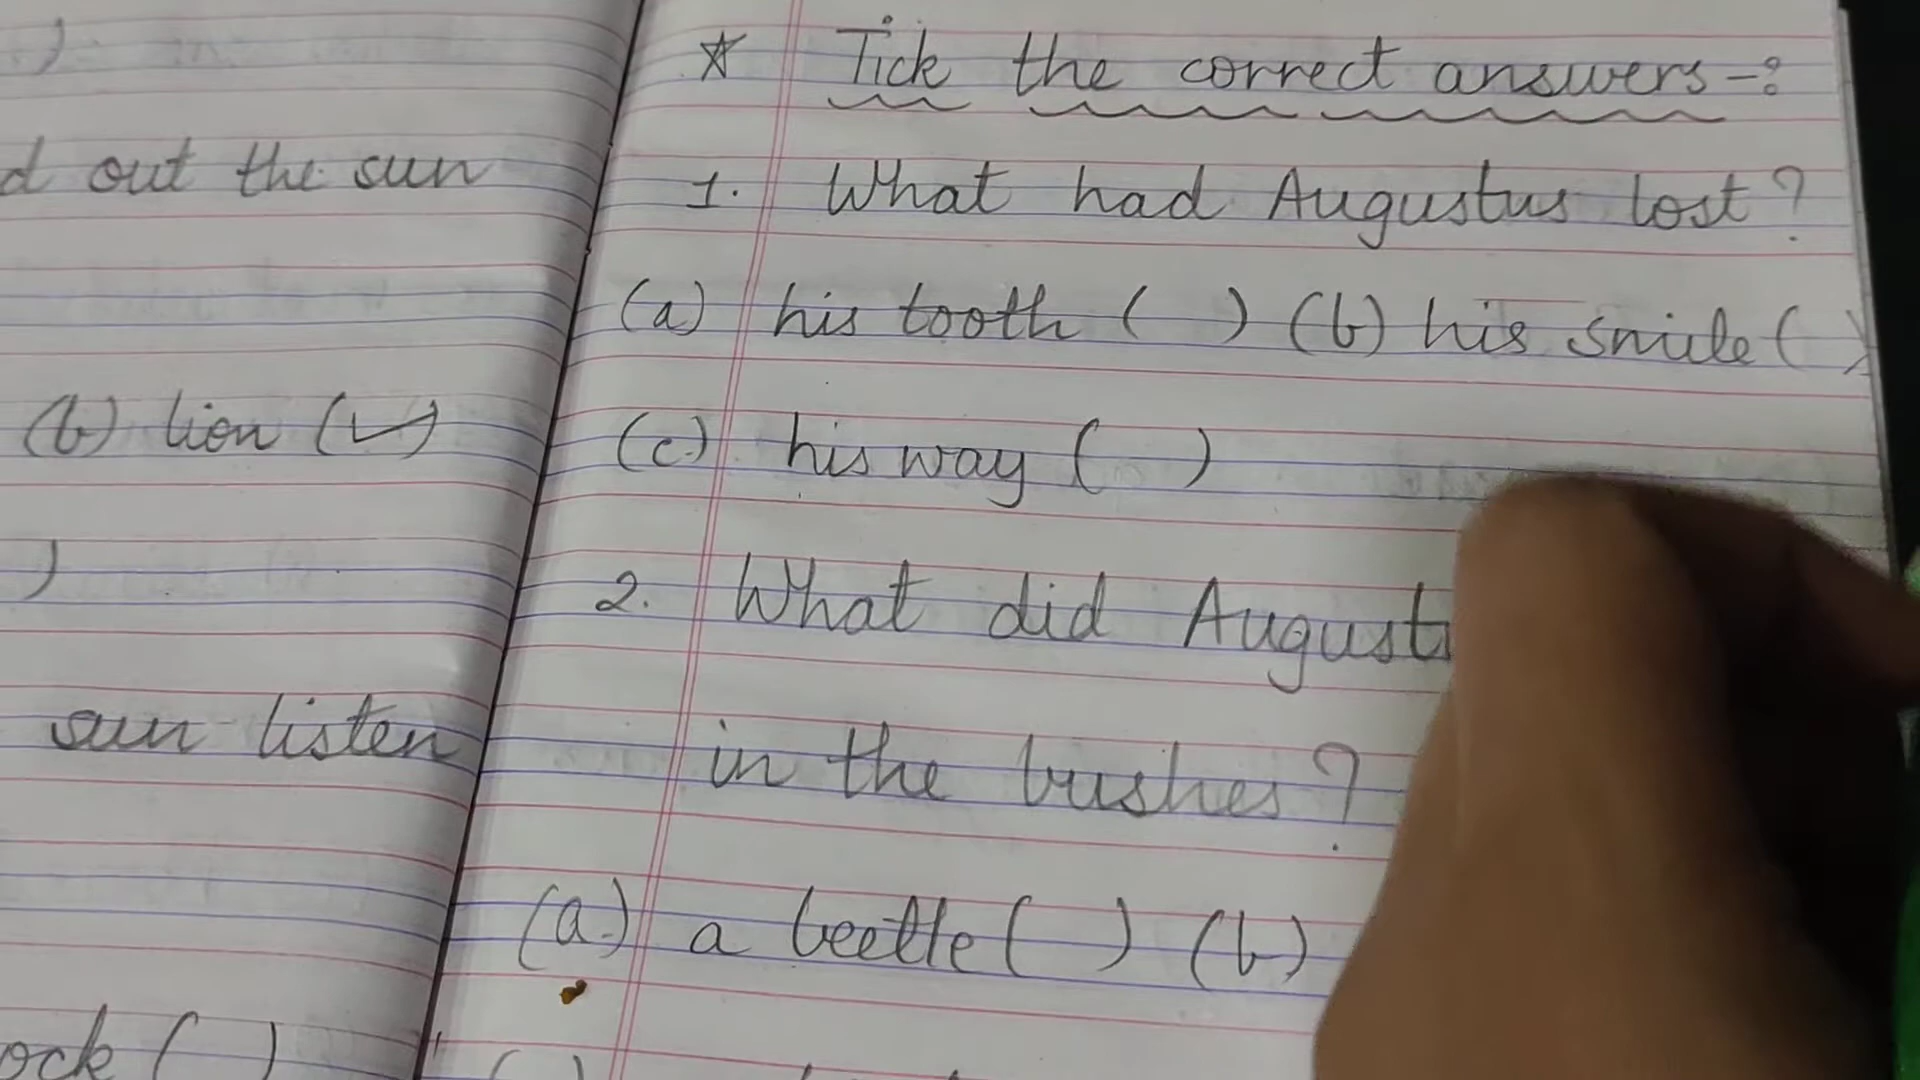 d out the sun
(b) lion (✓)
)
sun listen
ock ( )
☆ Tick the correct answers-:
1. What had Augustus lost?
(a) his tooth ( ) (b) his smile ( )
(c) his way ( )
2. What did
in the bushes?
(a) a beetle ( ) (b)